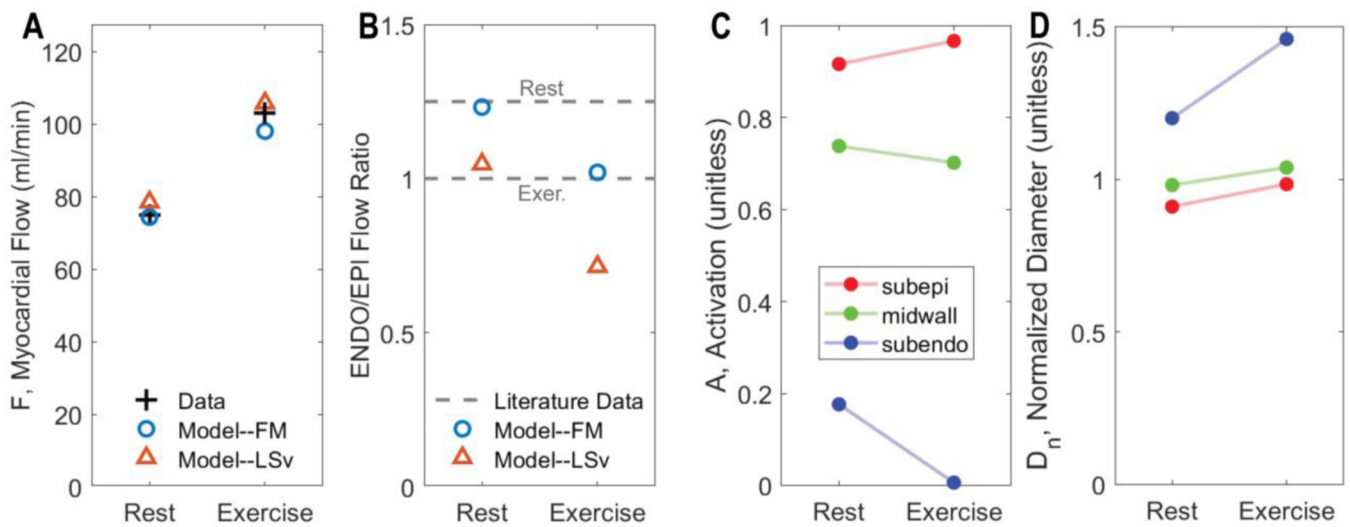 A
F, Myocardial Flow (ml/min)
120
100
80
60
40
20
0
Data
Model--FM
Model--LSv
Rest
Exercise
B
ENDO/EPI Flow Ratio
1.5
1
0.5
0
Rest
Exer.
Literature Data
Model--FM
Model--LSv
Rest
Exercise
C
A, Activation (unitless)
1
0.8
0.6
0.4
0.2
0
subepi
midwall
subendo
Rest
Exercise
D
Dn, Normalized Diameter (unitless)
1.5
1
0.5
0
Rest
Exercise